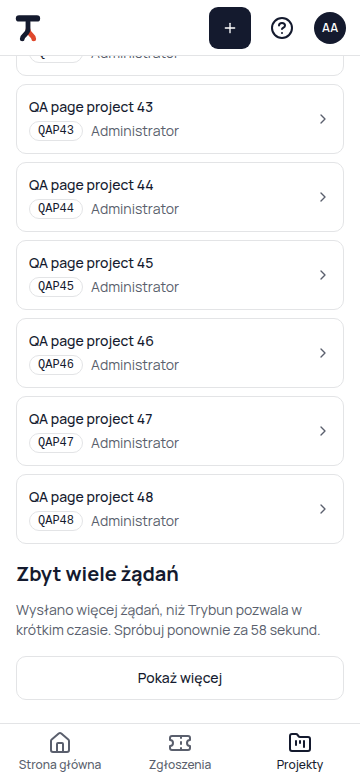 AA
QA page project 43
QAP43 Administrator
QA page project 44
QAP44 Administrator
QA page project 45
QAP45 Administrator
QA page project 46
QAP46 Administrator
QA page project 47
QAP47 Administrator
QA page project 48
QAP48 Administrator
Zbyt wiele żądań
Wysłano więcej żądań, niż Trybun pozwala w
krótkim czasie. Spróbuj ponownie za 58 sekund.
Pokaż więcej
Strona główna Zgłoszenia Projekty